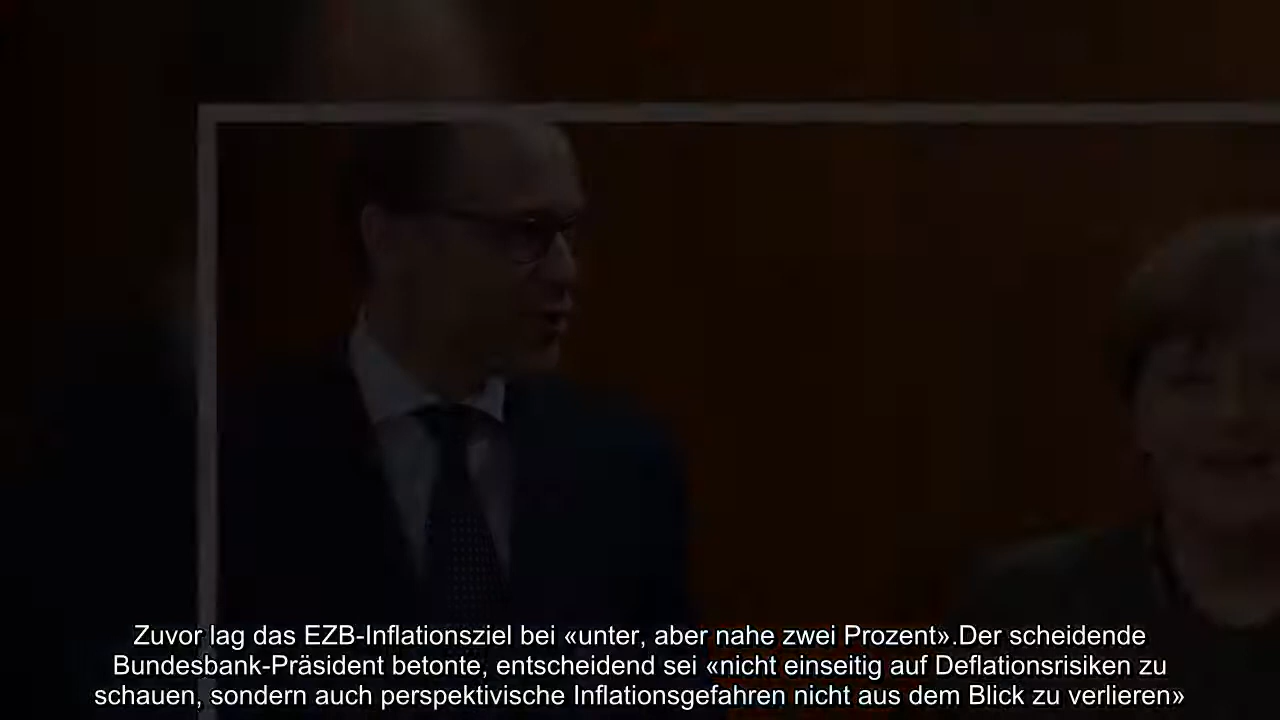 Zuvor lag das EZB-Inflationsziel bei «unter, aber nahe zwei Prozent».Der scheidende
Bundesbank-Präsident betonte, entscheidend sei «nicht einseitig auf Deflationsrisiken zu
schauen, sondern auch perspektivische Inflationsgefahren nicht aus dem Blick zu verlieren»